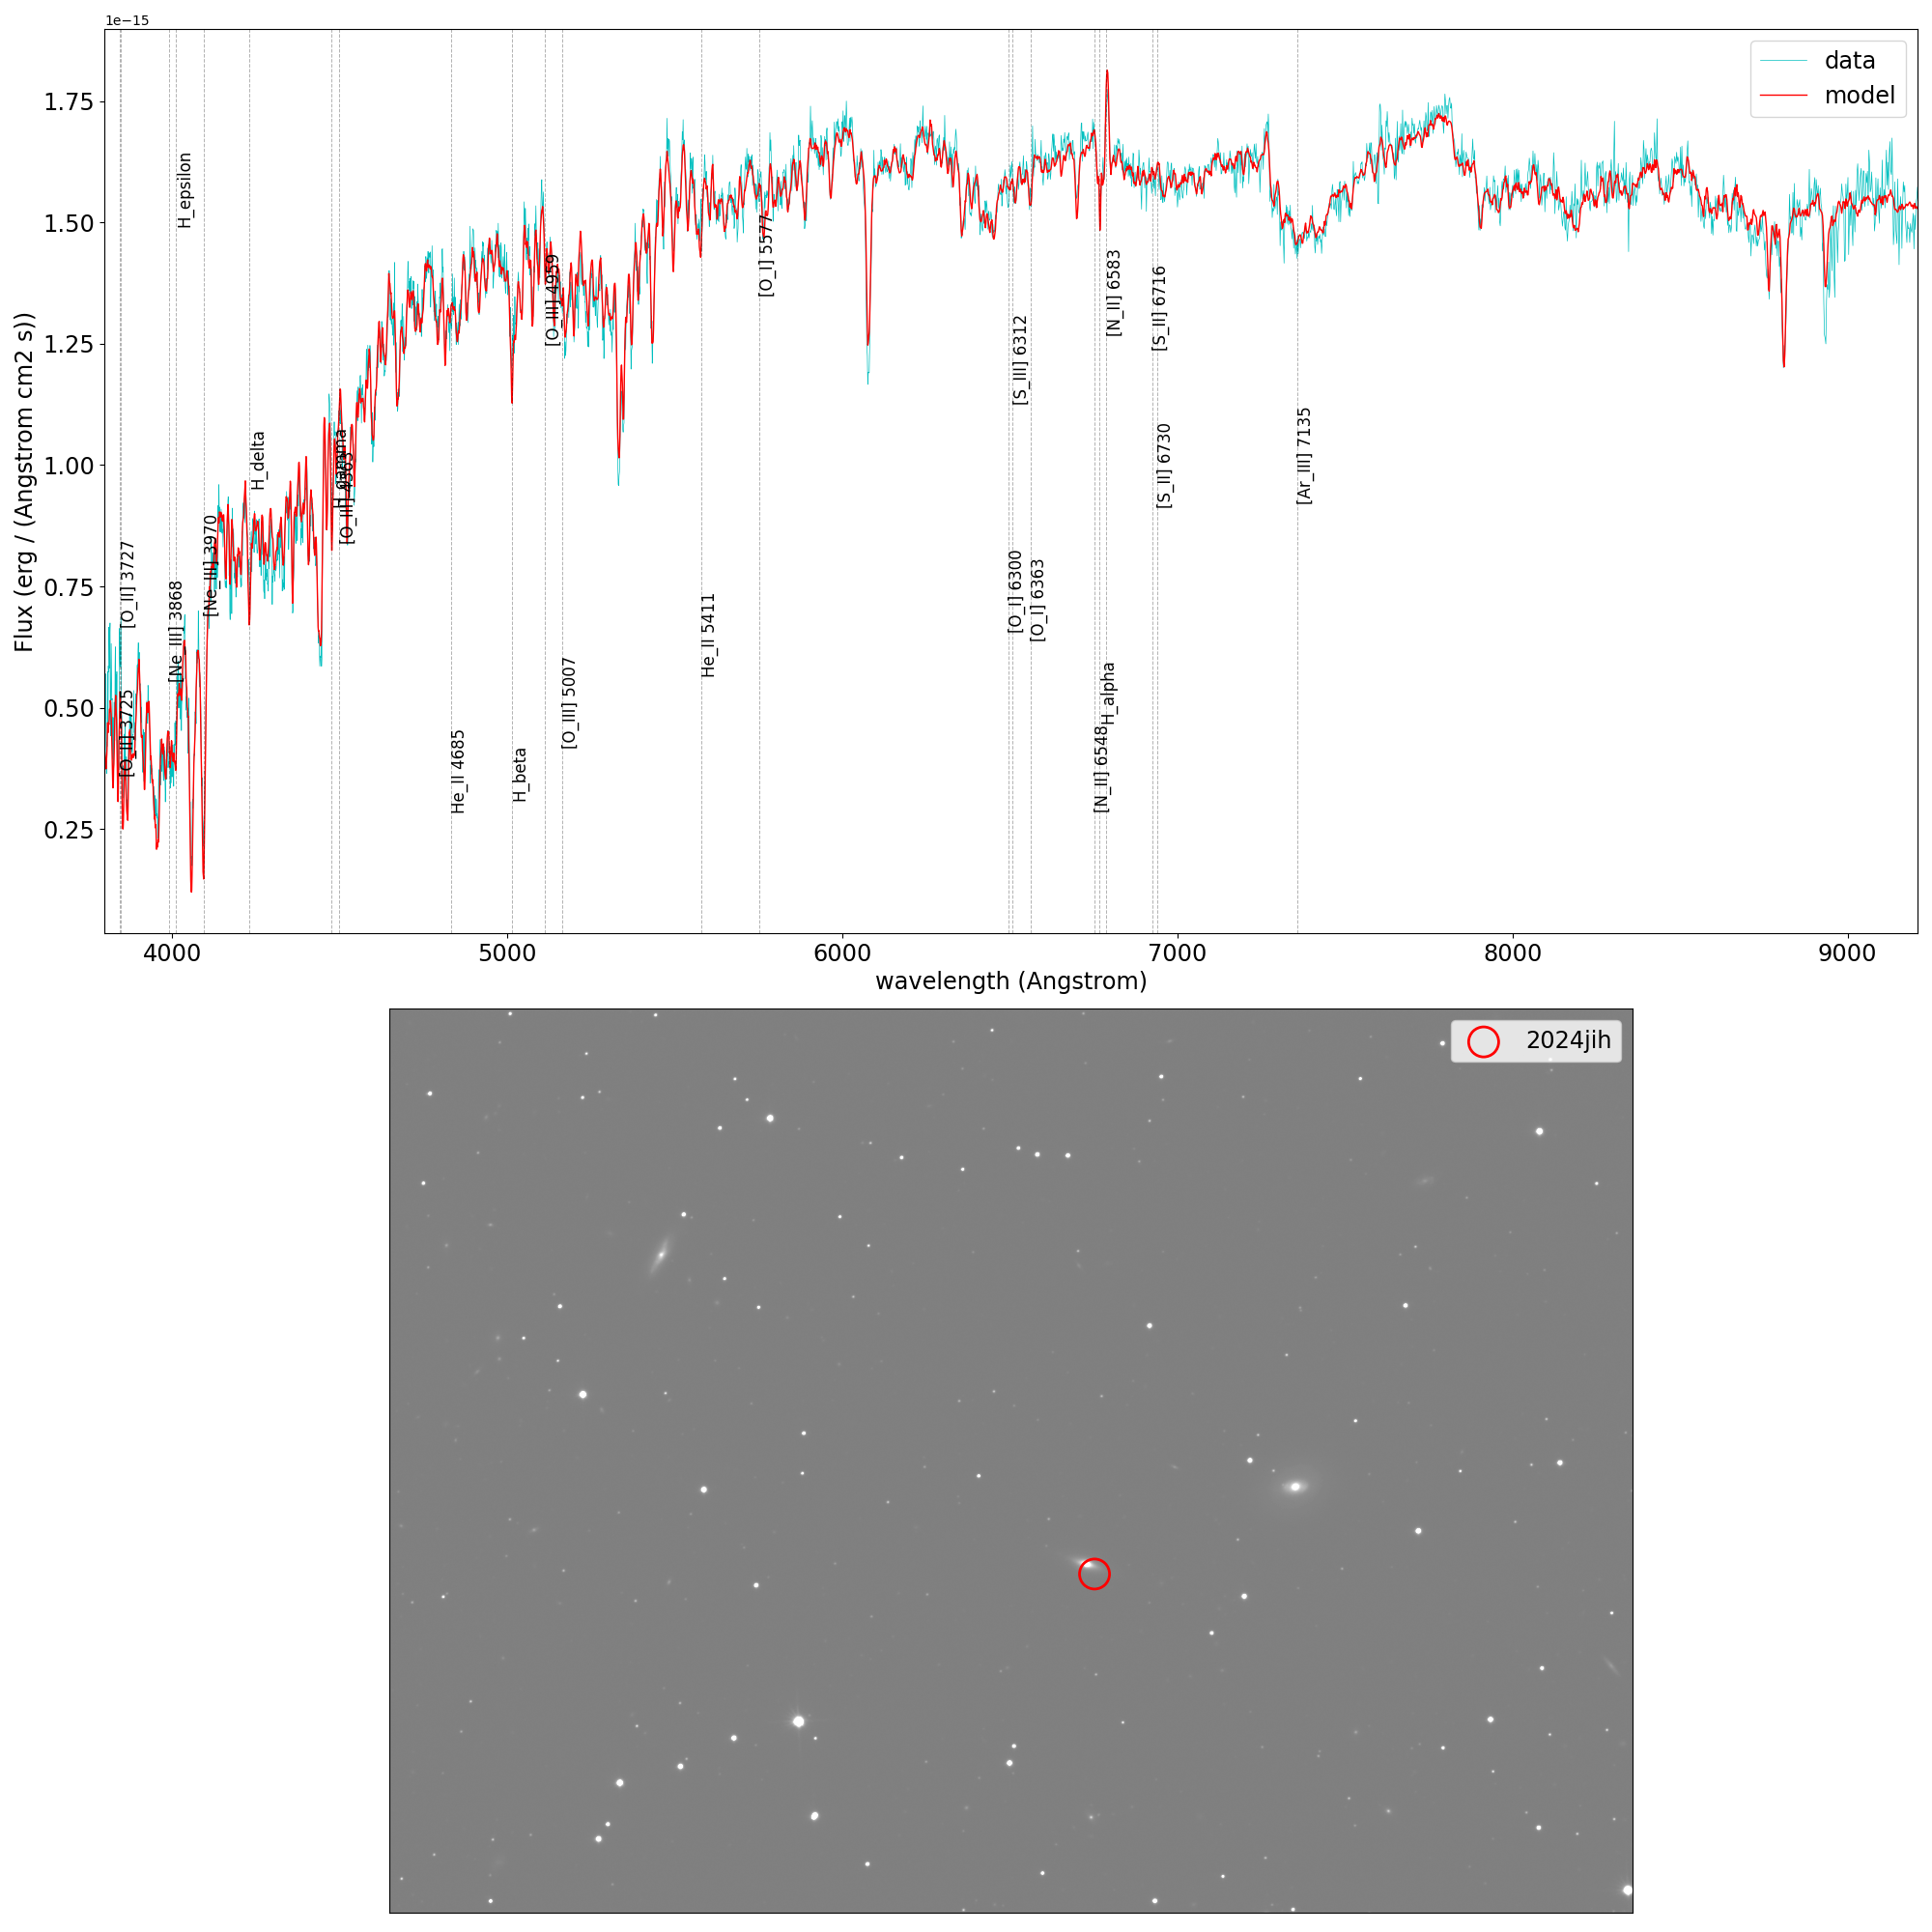 1e−15
data
model
1.75
1.50
1.25
1.00
0.75
0.50
0.25
Flux (erg / (Angstrom cm2 s))
H_epsilon
H_delta
[O_II] 3727
[O_II] 3725
[Ne_III] 3868
[Ne_III] 3970
H_gamma
[O_III] 4363
He_II 4685
H_beta
[O_III] 4959
[O_III] 5007
He_II 5411
[O_I] 5577
[S_III] 6312
[O_I] 6300
[O_I] 6363
[N_II] 6583
[N_II] 6548
H_alpha
[S_II] 6716
[S_II] 6730
[Ar_III] 7135
4000
5000
6000
7000
8000
9000
wavelength (Angstrom)
2024jih